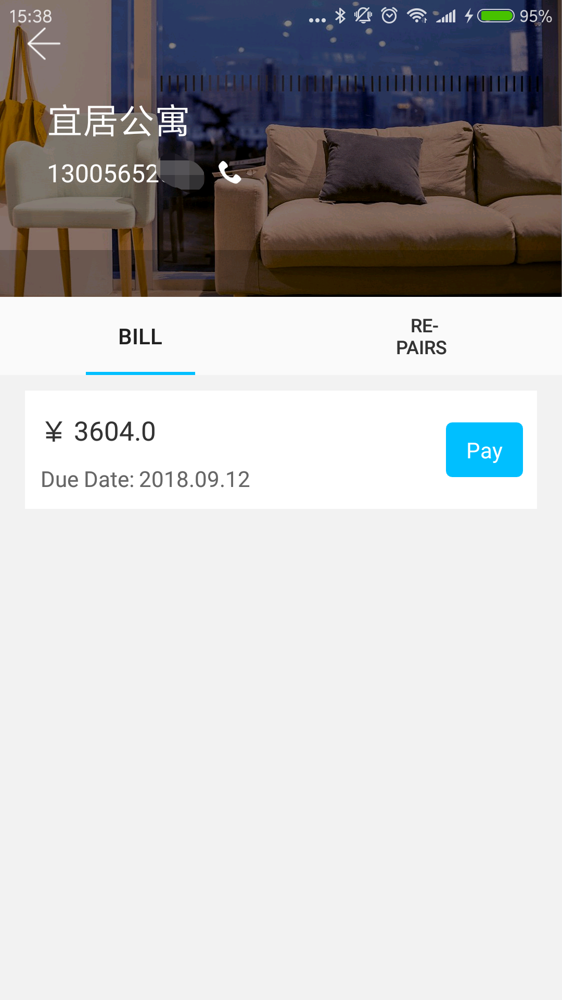 15:38
95%
宜居公寓
13005652
BILL
RE-
PAIRS
¥ 3604.0
Pay
Due Date: 2018.09.12